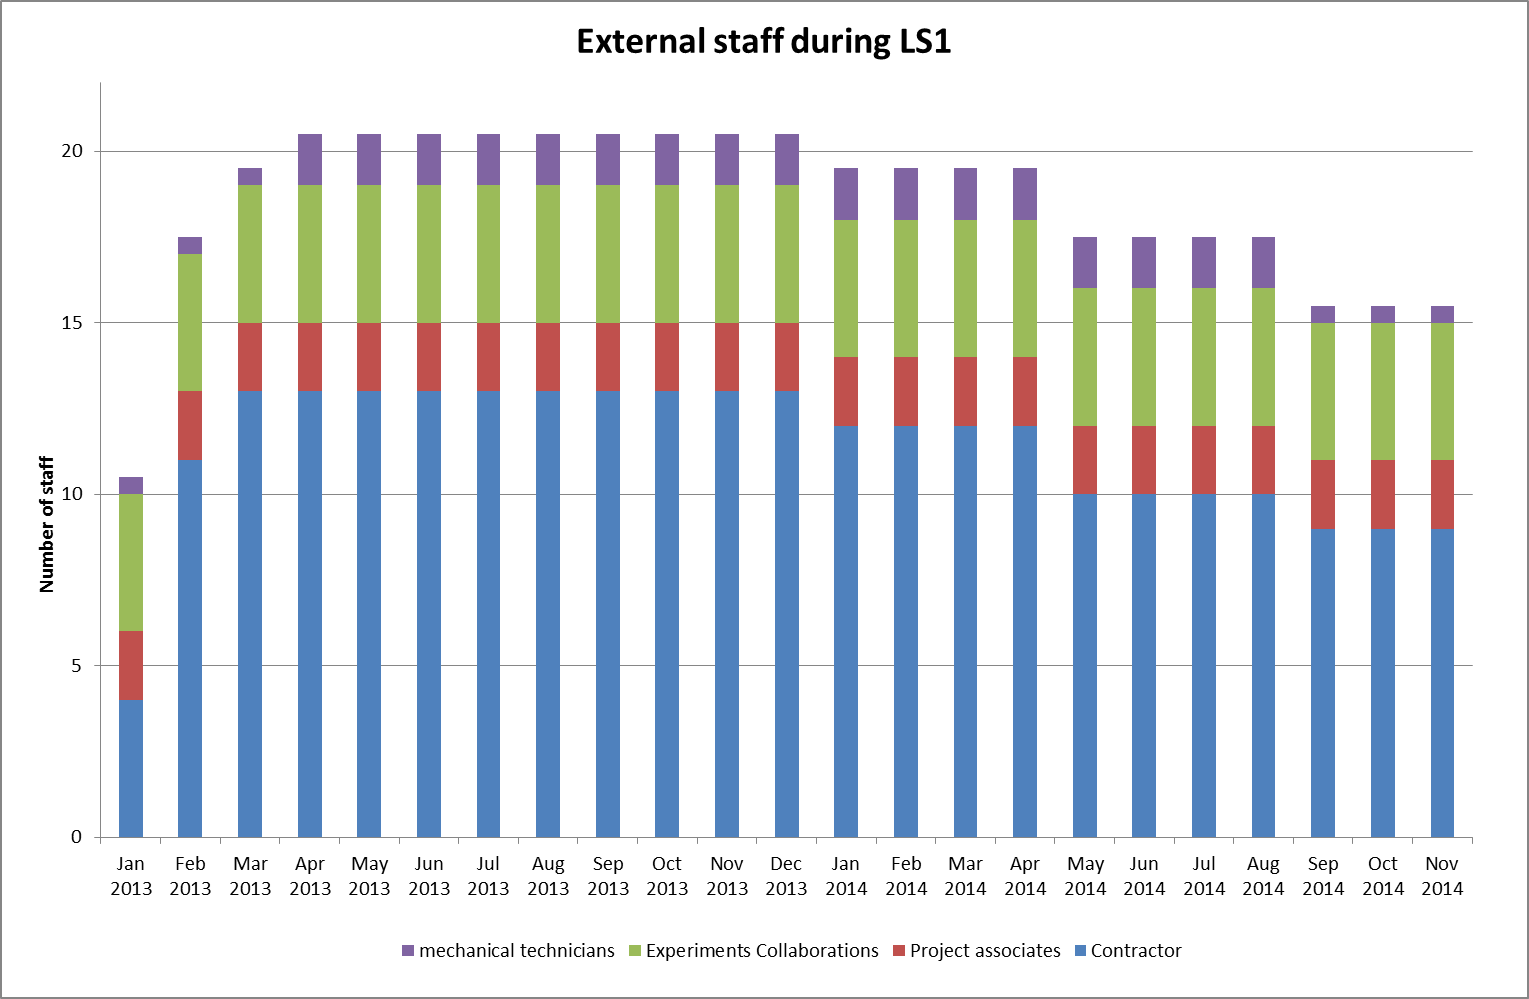 External staff during LS1
Number of staff
20
15
10
5
0
Jan Feb Mar Apr May Jun Jul Aug Sep Oct Nov Dec Jan Feb Mar Apr May Jun Jul Aug Sep Oct Nov
2013 2013 2013 2013 2013 2013 2013 2013 2013 2013 2013 2013 2014 2014 2014 2014 2014 2014 2014 2014 2014 2014 2014
mechanical technicians Experiments Collaborations Project associates Contractor